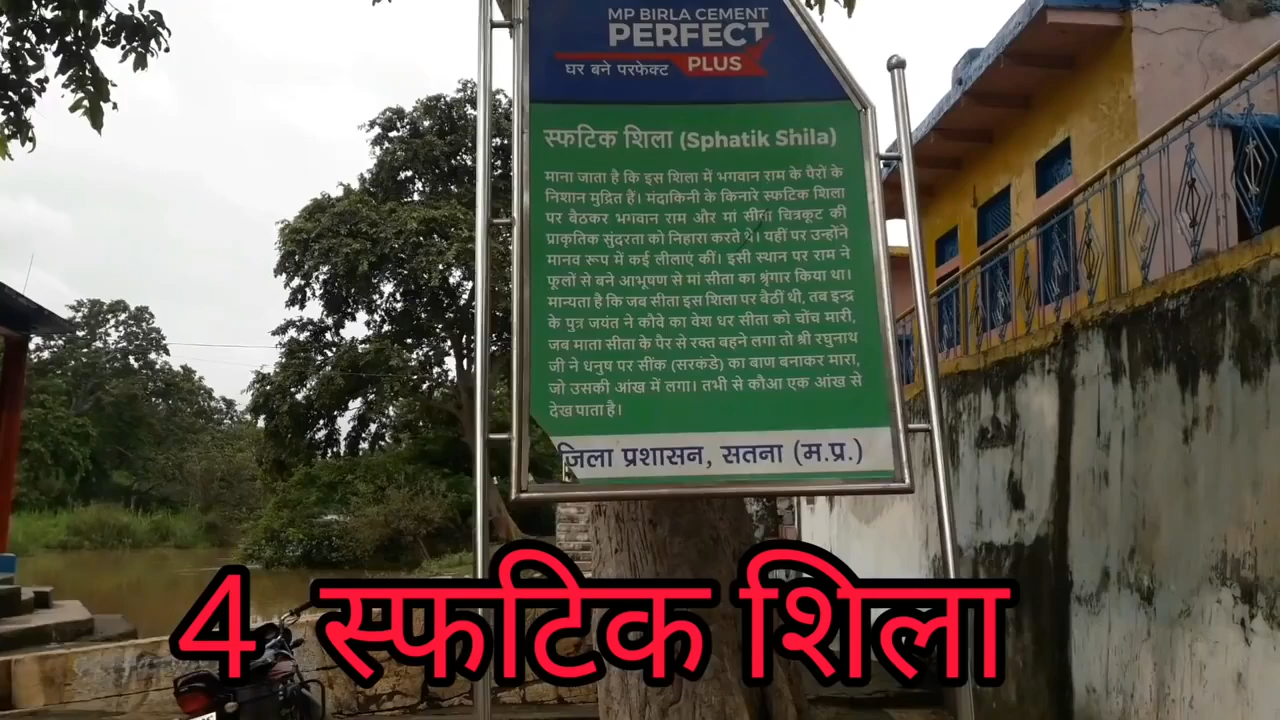 MP BIRLA CEMENT
PERFECT
PLUS
घर बने परफेक्ट
स्फटिक शिला (Sphatik Shila)
माना जाता है कि इस शिला में भगवान राम के पैरों के
निशान मुद्रित हैं। मंदाकिनी के किनारे स्फटिक शिला
पर बैठकर भगवान राम और मां सीता चित्रकूट की
प्राकृतिक सुंदरता को निहारा करते थे। यहीं पर उन्होंने
मानव रूप में कई लीलाएं कीं। इसी स्थान पर राम ने
फूलों से बने आभूषण से मां सीता का श्रृंगार किया था।
मान्यता है कि जब सीता इस शिला पर बैठीं थी, तब इन्द्र
के पुत्र जयंत ने कौवे का वेश धर सीता को चोंच मारी,
जब माता सीता के पैर से रक्त बहने लगा तो श्री रघुनाथ
जी ने धनुष पर सींक (सरकंडे) का बाण बनाकर मारा,
जो उसकी आंख में लगा। तभी से कौआ एक आंख से
देख पाता है।
जिला प्रशासन, सतना (म.प्र.)
4 स्फटिक शिला